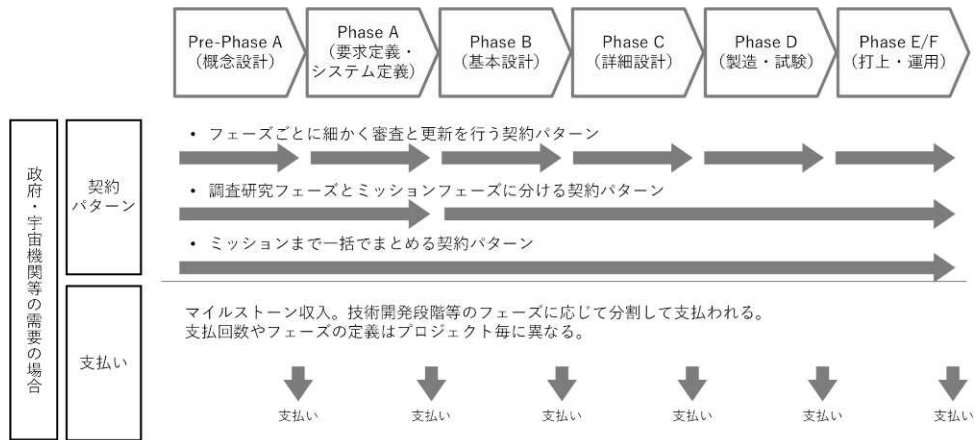 Pre-Phase A
（概念設計）
Phase A
（要求定義・
システム定義）
Phase B
（基本設計）
Phase C
（詳細設計）
Phase D
（製造・試験）
Phase E/F
（打上・運用）
政府・宇宙機関等の需要の場合
契約
パターン
• フェーズごとに細かく審査と更新を行う契約パターン
• 調査研究フェーズとミッションフェーズに分ける契約パターン
• ミッションまで一括でまとめる契約パターン
支払い
マイルストーン収入。技術開発段階等のフェーズに応じて分割して支払われる。
支払回数やフェーズの定義はプロジェクト毎に異なる。
支払い
支払い
支払い
支払い
支払い
支払い